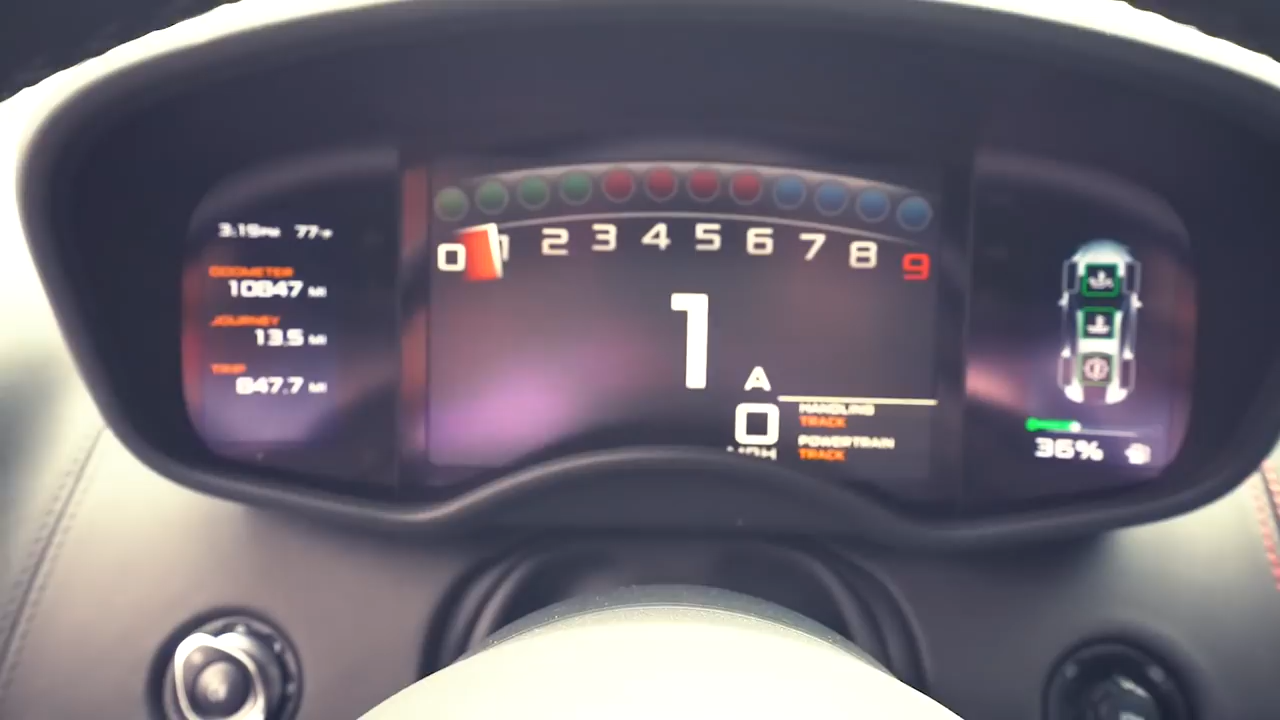 3:19PM 77°F
ODOMETER
10847 MI
JOURNEY
13.5 MI
TRIP
847.7 MI
0 1 2 3 4 5 6 7 8 9
1
A
0
MPH
HANDLING
TRACK
POWERTRAIN
TRACK
36%